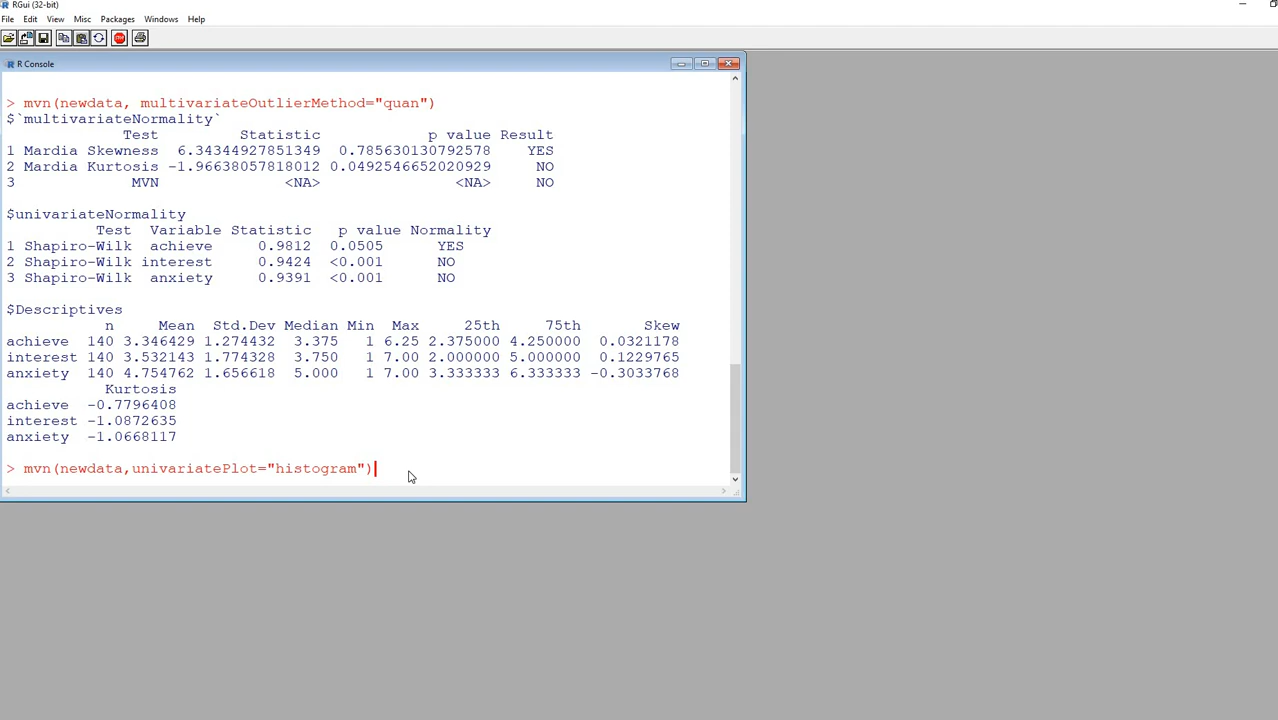 RGui (32-bit)
File Edit View Misc Packages Windows Help
STOP
R Console
> mvn(newdata, multivariateOutlierMethod="quan")
$`multivariateNormality`
Test Statistic p value Result
1 Mardia Skewness 6.34344927851349 0.785630130792578 YES
2 Mardia Kurtosis -1.96638057818012 0.0492546652020929 NO
3 MVN <NA> <NA> NO
$univariateNormality
Test Variable Statistic p value Normality
1 Shapiro-Wilk achieve 0.9812 0.0505 YES
2 Shapiro-Wilk interest 0.9424 <0.001 NO
3 Shapiro-Wilk anxiety 0.9391 <0.001 NO
$Descriptives
n Mean Std.Dev Median Min Max 25th 75th Skew
achieve 140 3.346429 1.274432 3.375 1 6.25 2.375000 4.250000 0.0321178
interest 140 3.532143 1.774328 3.750 1 7.00 2.000000 5.000000 0.1229765
anxiety 140 4.754762 1.656618 5.000 1 7.00 3.333333 6.333333 -0.3033768
Kurtosis
achieve -0.7796408
interest -1.0872635
anxiety -1.0668117
> mvn(newdata,univariatePlot="histogram")